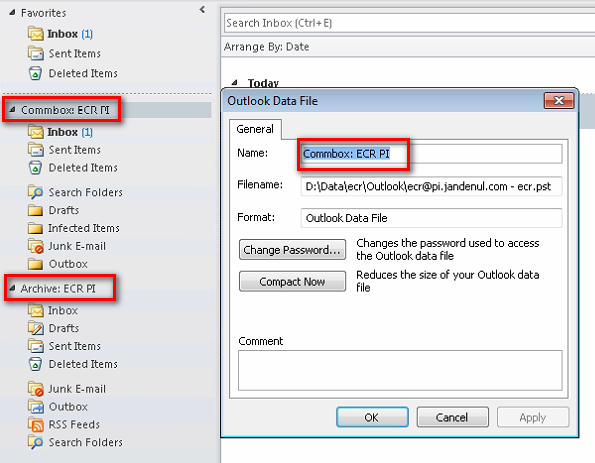 Favorites
Inbox (1)
Sent Items
Deleted Items
Commbox: ECR PI
Inbox (1)
Sent Items
Deleted Items
Search Folders
Drafts
Infected Items
Junk E-mail
Outbox
Archive: ECR PI
Inbox
Drafts
Sent Items
Deleted Items
Junk E-mail
Outbox
RSS Feeds
Search Folders
Search Inbox (Ctrl+E)
Arrange By: Date
Today
Outlook Data File
General
Name: Commbox: ECR PI
Filename: D:\Data\ecr\Outlook\ecr@pi.jandenul.com - ecr.pst
Format: Outlook Data File
Change Password... Changes the password used to access
the Outlook data file
Compact Now Reduces the size of your Outlook data
file
Comment
OK Cancel Apply